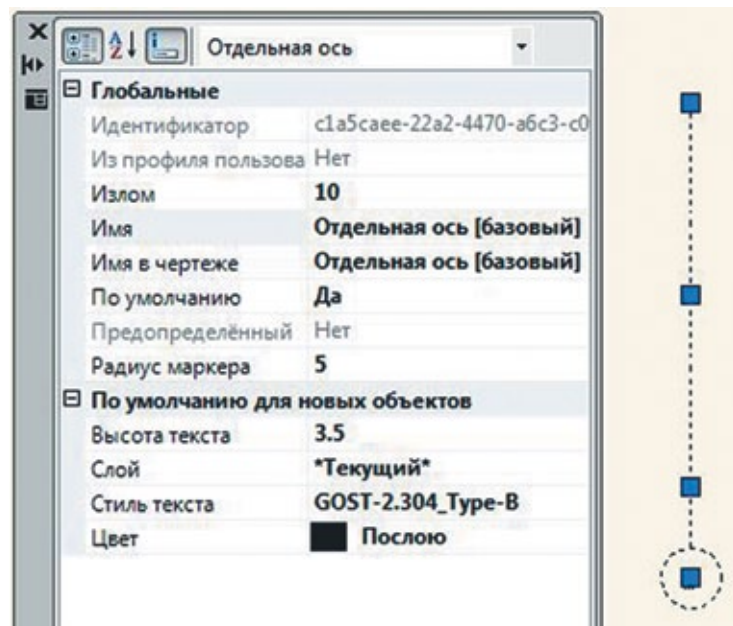 Отдельная ось
Глобальные
Идентификатор c1a5caee-22a2-4470-a6c3-c0
Из профиля пользова Нет
Излом 10
Имя Отдельная ось [базовый]
Имя в чертеже Отдельная ось [базовый]
По умолчанию Да
Предопределённый Нет
Радиус маркера 5
По умолчанию для новых объектов
Высота текста 3.5
Слой *Текущий*
Стиль текста GOST-2.304_Type-B
Цвет Послою